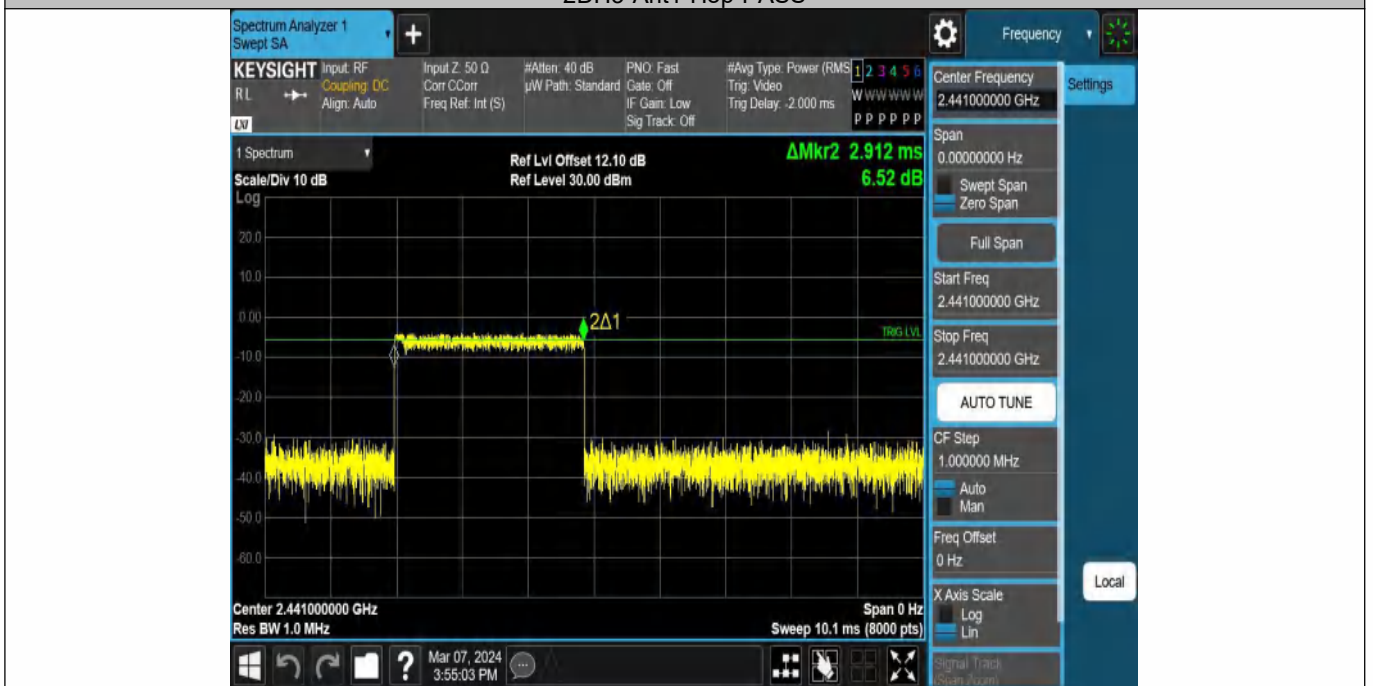 Spectrum Analyzer 1
Swept SA
+
Frequency
KEYSIGHT
RL
LXI
Input: RF
Coupling: DC
Align: Auto
Input Z: 50 Ω
Corr CCorr
Freq Ref: Int (S)
#Atten: 40 dB
µW Path: Standard
PNO: Fast
Gate: Off
IF Gain: Low
Sig Track: Off
#Avg Type: Power (RMS
Trig: Video
Trig Delay: -2.000 ms
1 2 3 4 5 6
W W W W W W
P P P P P P
1 Spectrum
Scale/Div 10 dB
Log
Ref Lvl Offset 12.10 dB
Ref Level 30.00 dBm
ΔMkr2 2.912 ms
6.52 dB
20.0
10.0
0.00
-10.0
-20.0
-30.0
-40.0
-50.0
-60.0
2Δ1
TRIG LVL
Center 2.441000000 GHz
Res BW 1.0 MHz
Span 0 Hz
Sweep 10.1 ms (8000 pts)
Center Frequency
2.441000000 GHz
Settings
Span
0.00000000 Hz
Swept Span
Zero Span
Full Span
Start Freq
2.441000000 GHz
Stop Freq
2.441000000 GHz
AUTO TUNE
CF Step
1.000000 MHz
Auto
Man
Freq Offset
0 Hz
X Axis Scale
Log
Lin
Local
Signal Track
(Span Zoom)
?
Mar 07, 2024
3:55:03 PM